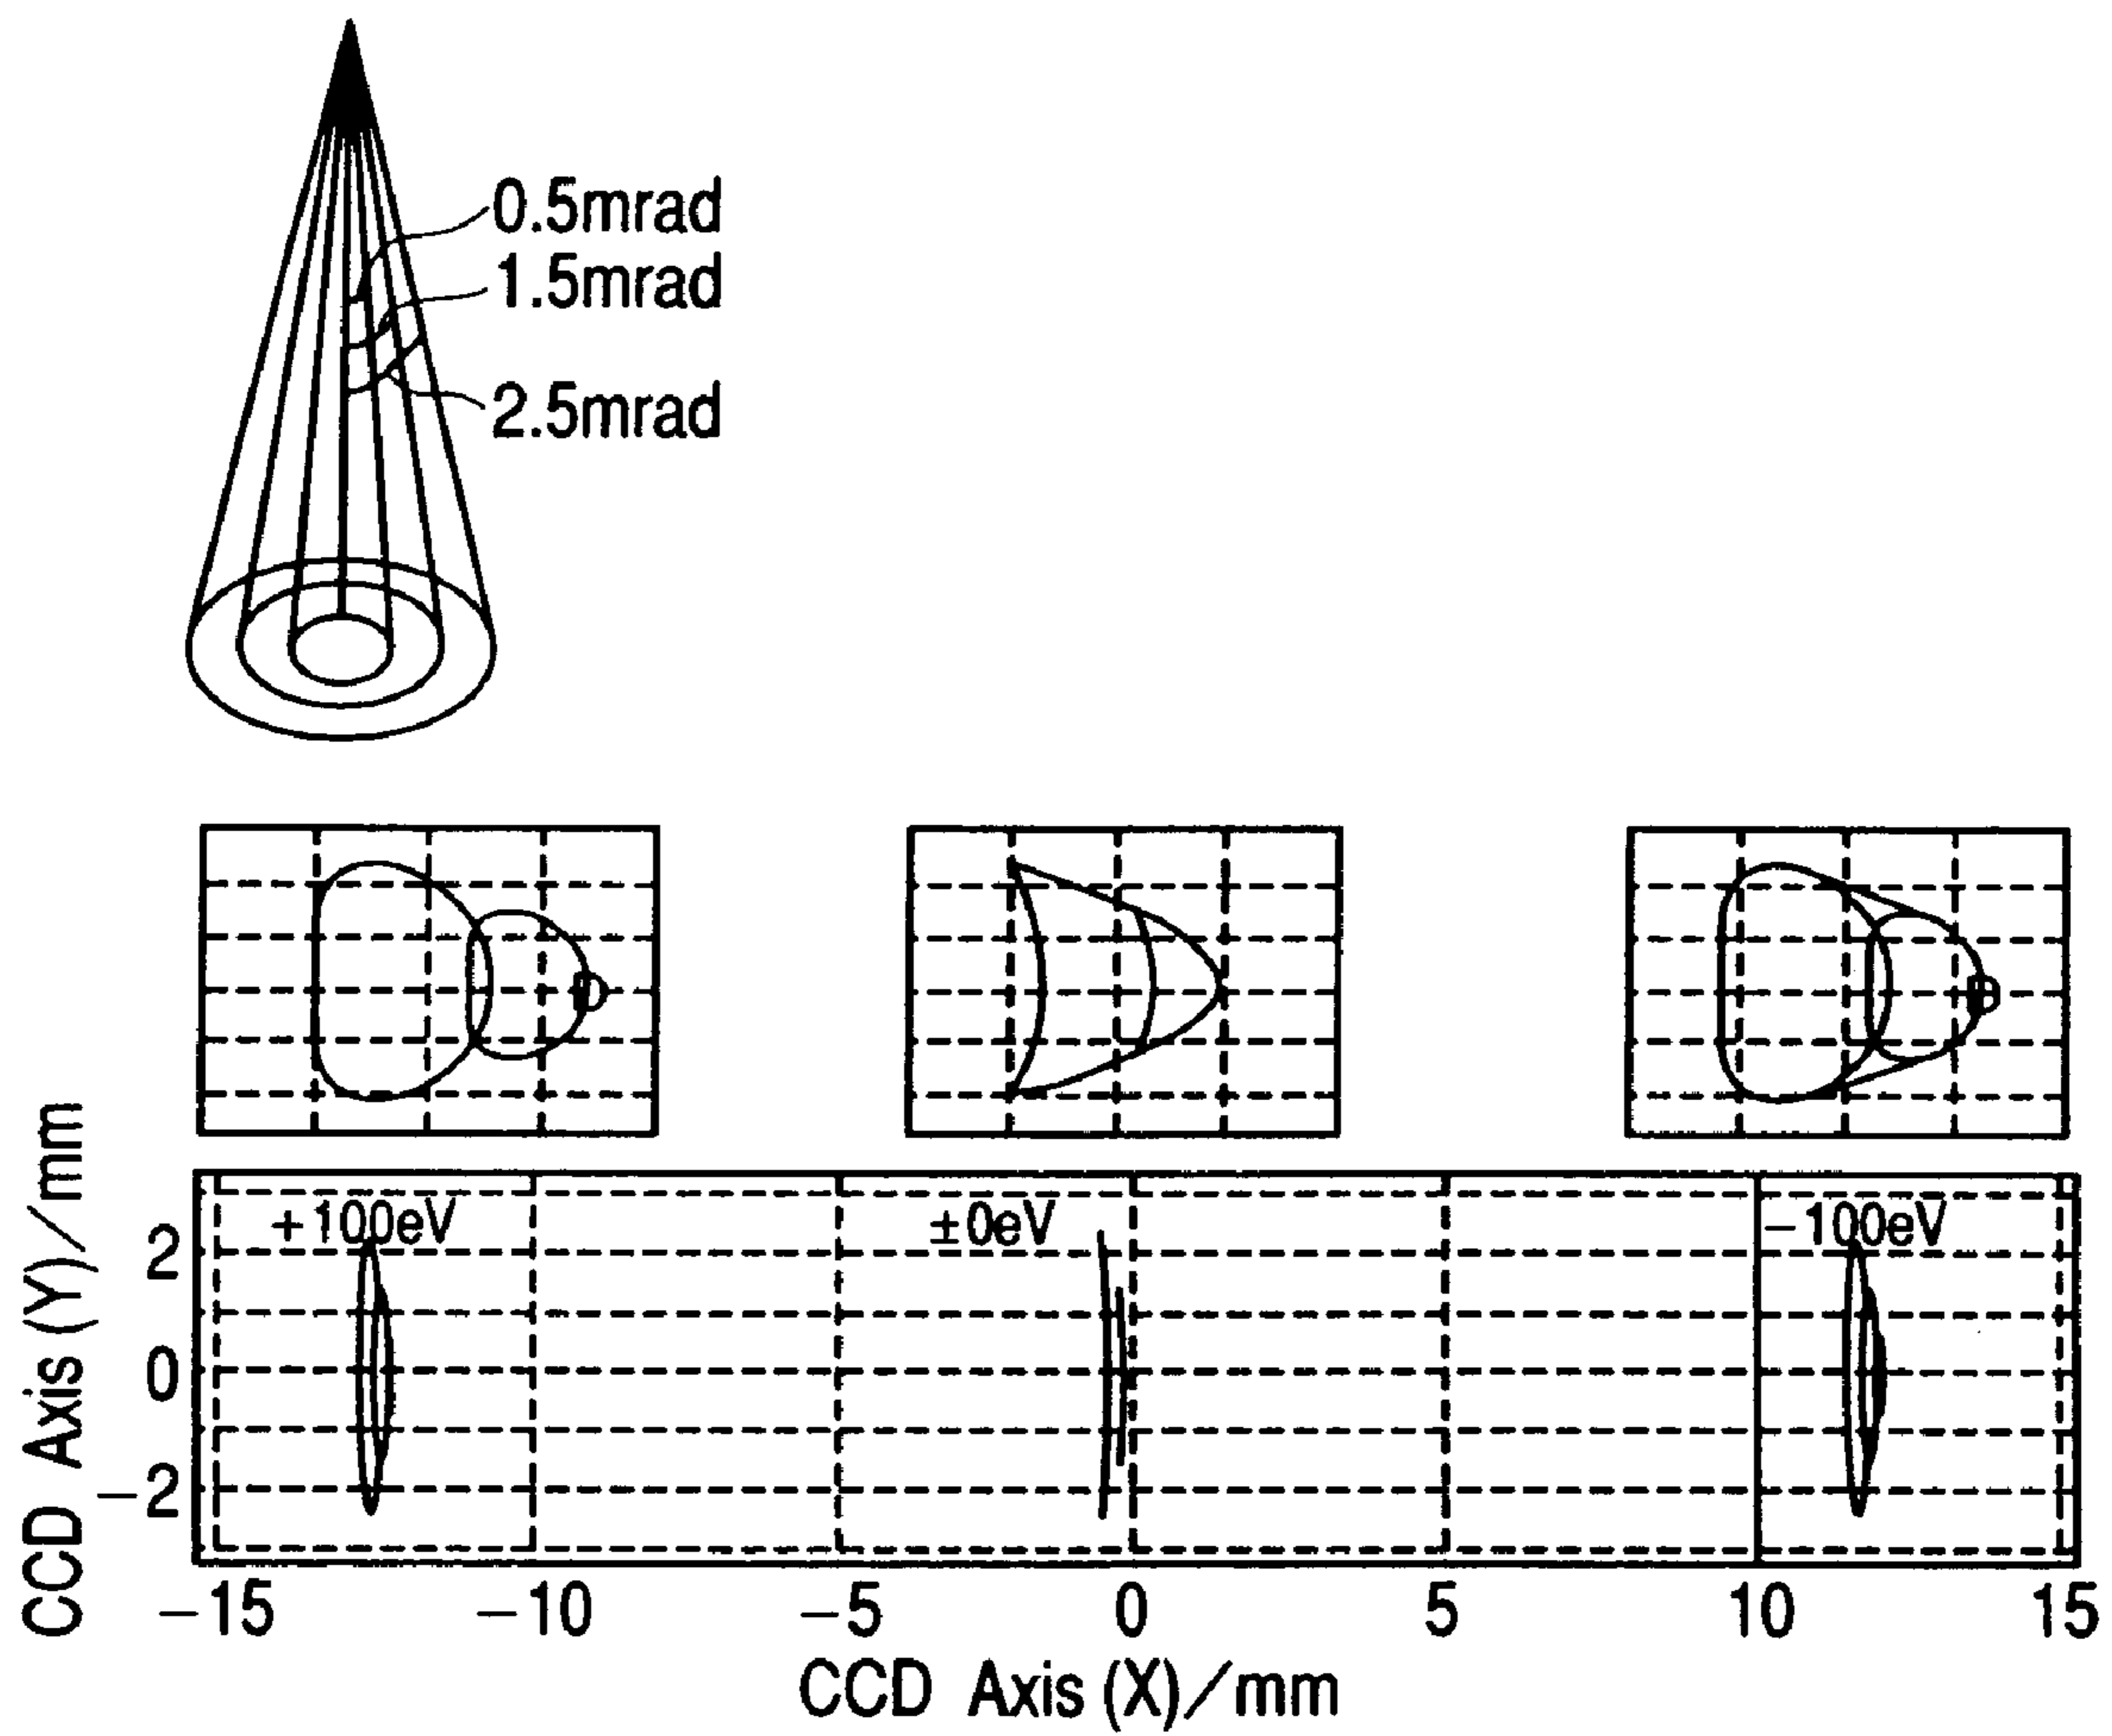 0.5mrad
1.5mrad
2.5mrad
CCD Axis (Y)/mm
+100eV
±0eV
−100eV
2
0
−2
−15 −10 −5 0 5 10 15
CCD Axis (X)/mm